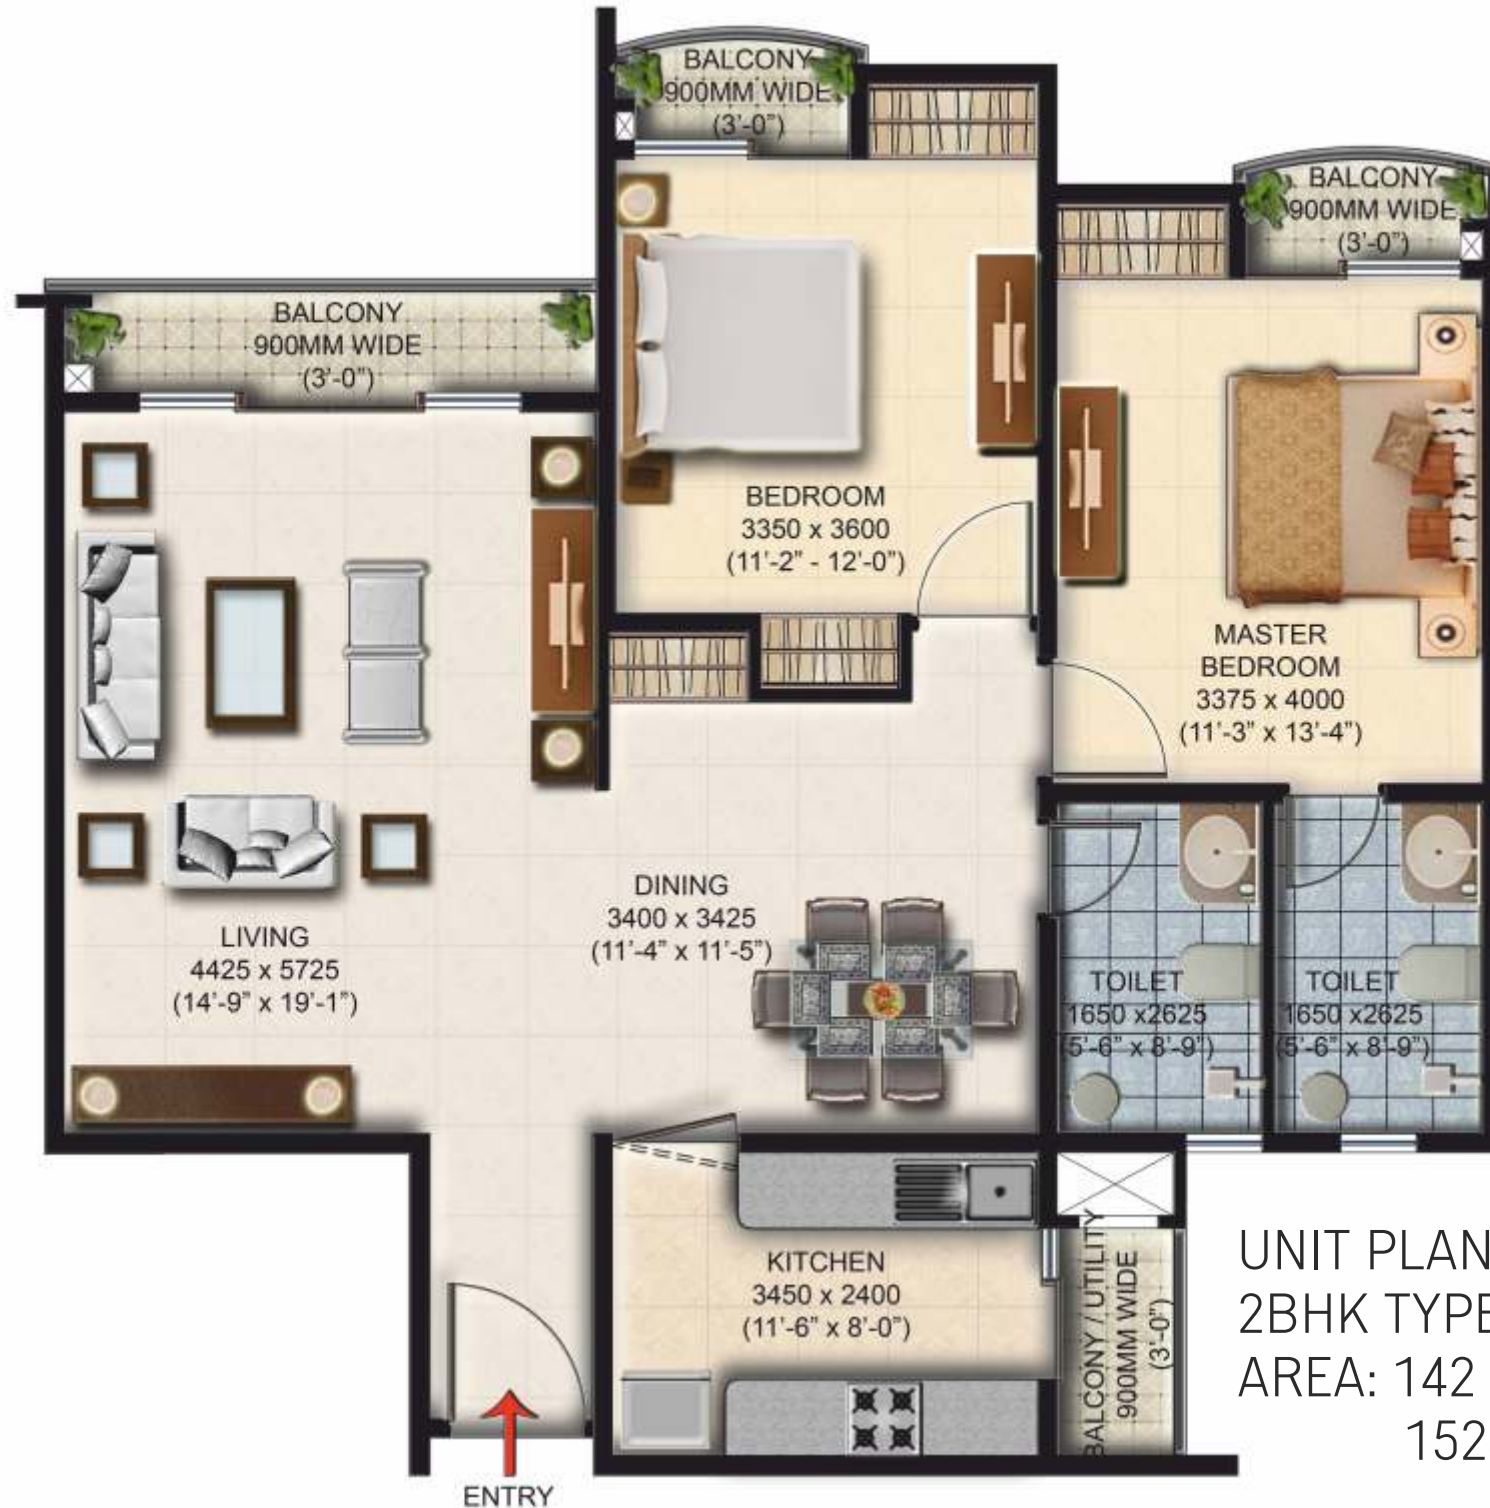 BALCONY
900MM WIDE
(3'-0")
BALCONY
900MM WIDE
(3'-0")
BALCONY
900MM WIDE
(3'-0")
BEDROOM
3350 x 3600
(11'-2" - 12'-0")
MASTER
BEDROOM
3375 x 4000
(11'-3" x 13'-4")
DINING
3400 x 3425
(11'-4" x 11'-5")
LIVING
4425 x 5725
(14'-9" x 19'-1")
TOILET
1650 x2625
(5'-6" x 8'-9")
TOILET
1650 x2625
(5'-6" x 8'-9")
KITCHEN
3450 x 2400
(11'-6" x 8'-0")
BALCONY / UTILITY
900MM WIDE
(3'-0")
UNIT PLAN
2BHK TYPE
AREA: 142
152
ENTRY